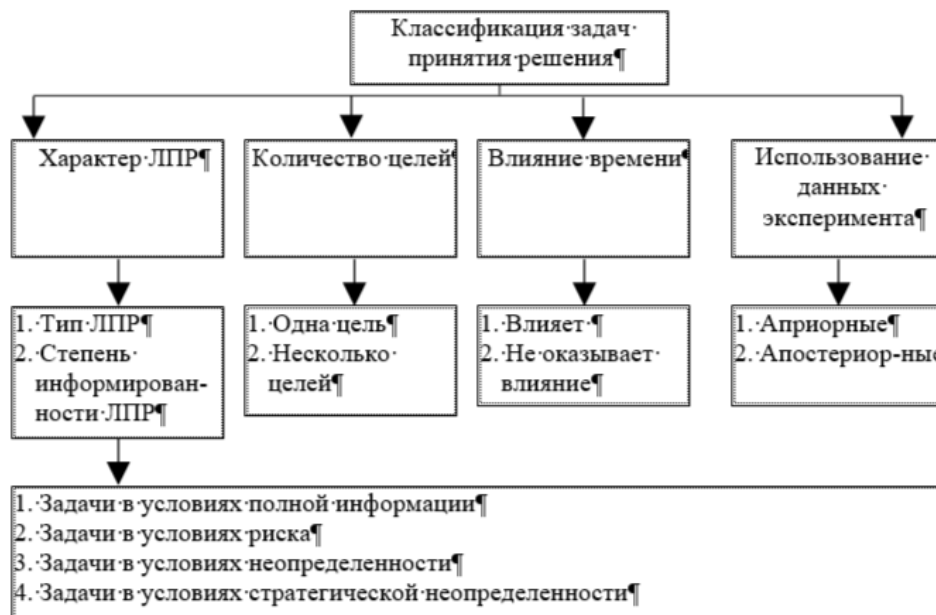 Классификация·задач·
принятия·решения¶
Характер·ЛПР¶
Количество·целей¶
Влияние·времени¶
Использование·
данных·
эксперимента¶
1.·Тип·ЛПР¶
2.·Степень·
информирован-
ности·ЛПР¶
1.·Одна·цель¶
2.·Несколько·
целей¶
1.·Влияет·¶
2.·Не·оказывает·
влияние¶
1.·Априорные¶
2.·Апостериор-ные
1.·Задачи·в·условиях·полной·информации¶
2.·Задачи·в·условиях·риска¶
3.·Задачи·в·условиях·неопределенности¶
4.·Задачи·в·условиях·стратегической·неопределенности¶